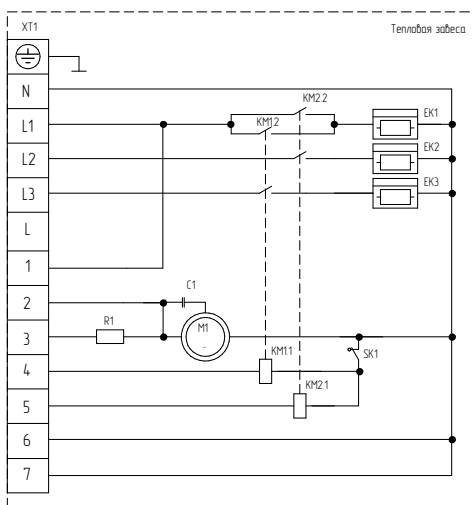 XT1
Тепловая завеса
N
KM2.2
EK1
L1
KM1.2
EK2
L2
EK3
L3
L
1
C1
2
R1
M1
~
3
KM1.1
SK1
4
KM2.1
5
6
7